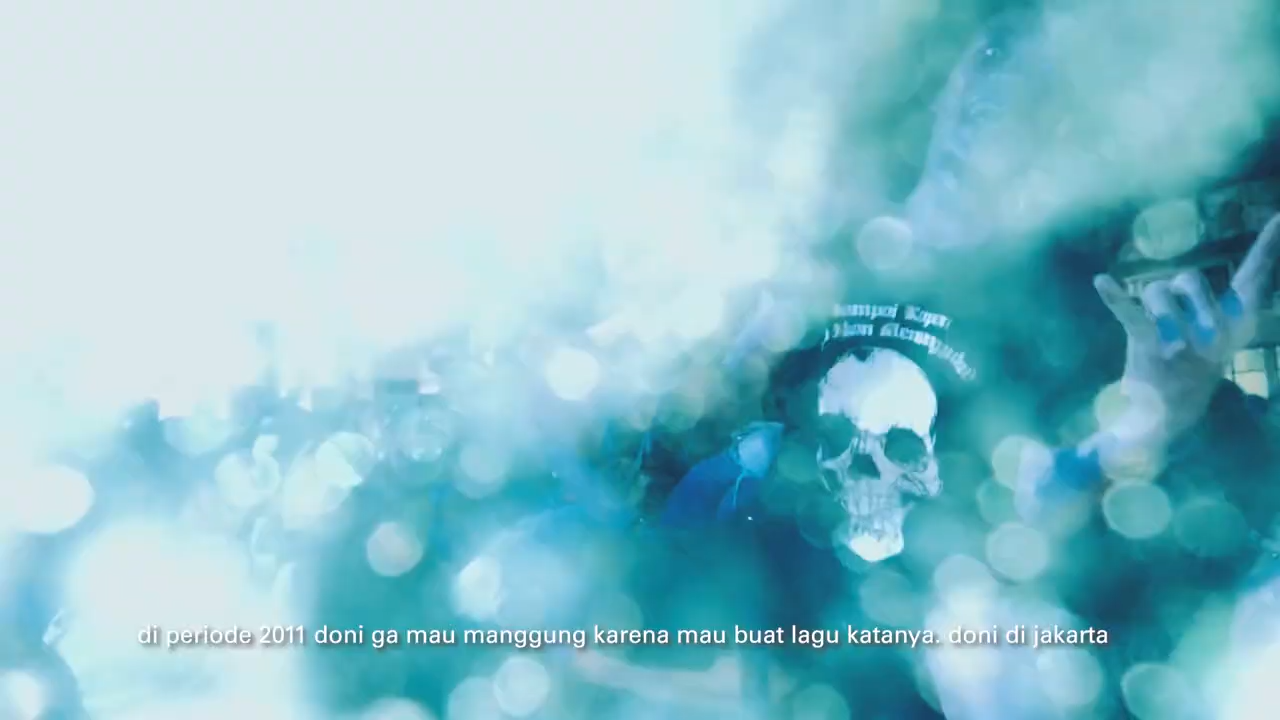 di periode 2011 doni ga mau manggung karena mau buat lagu katanya. doni di jakarta